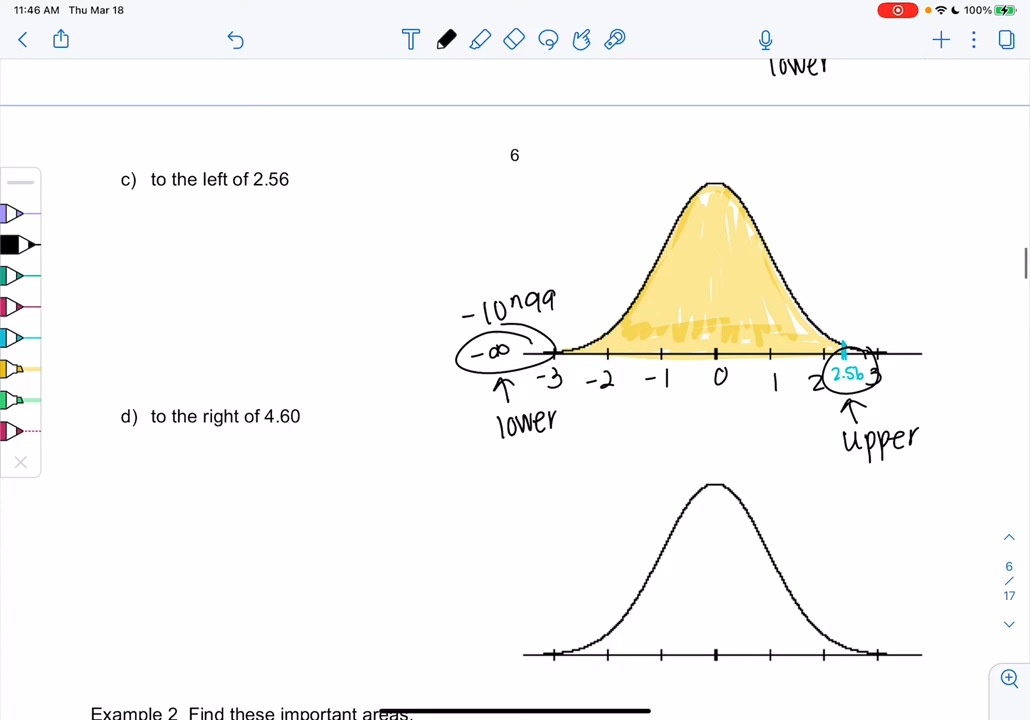 11:46 AM Thu Mar 18
100%
T
lower
6
c) to the left of 2.56
-10^99
-∞
-3 -2 -1 0 1 2 2.56 3
lower
upper
d) to the right of 4.60
6
/
17
Example 2 Find these important areas.